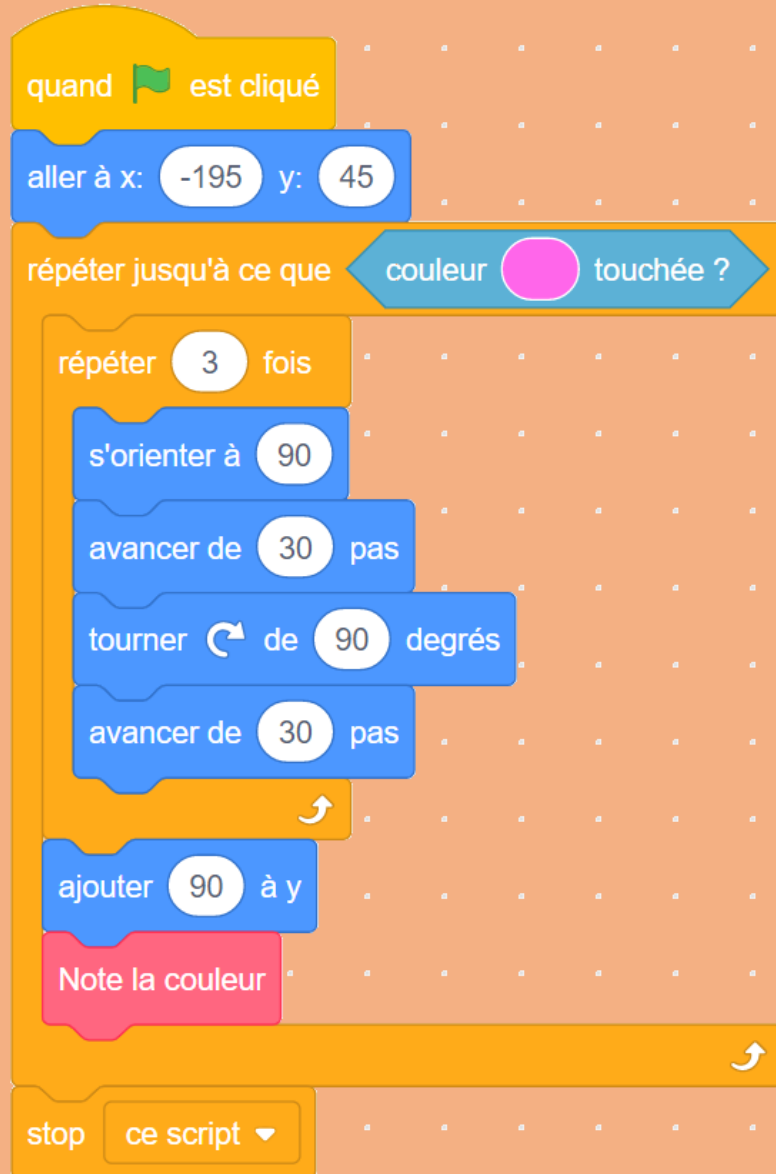 quand est cliqué
aller à x: -195 y: 45
répéter jusqu'à ce que couleur touchée ?
répéter 3 fois
s'orienter à 90
avancer de 30 pas
tourner de 90 degrés
avancer de 30 pas
ajouter 90 à y
Note la couleur
stop ce script